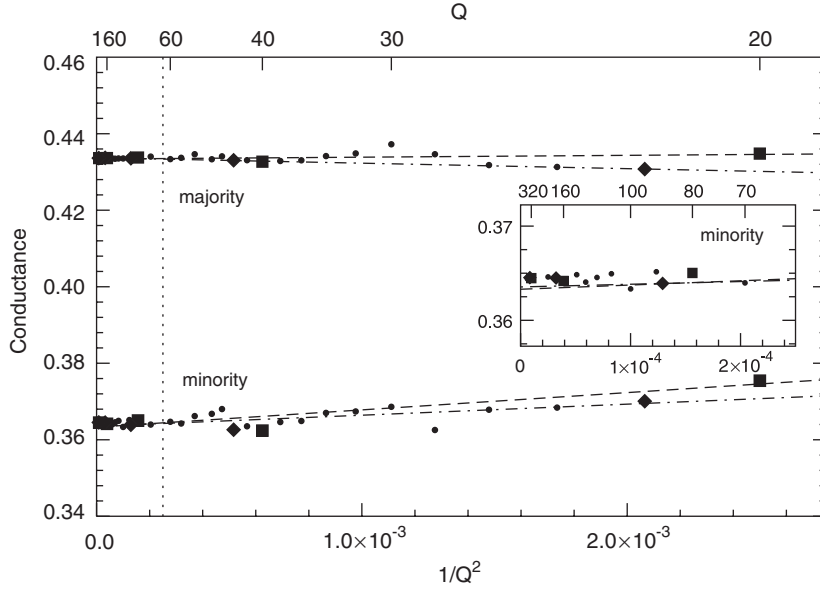 Q
160 60 40 30 20
0.46
0.44
0.42
0.40
0.38
0.36
0.34
Conductance
majority
minority
320 160 100 80 70
0.37
0.36
minority
0 1×10⁻⁴ 2×10⁻⁴
0.0 1.0×10⁻³ 2.0×10⁻³
1/Q²